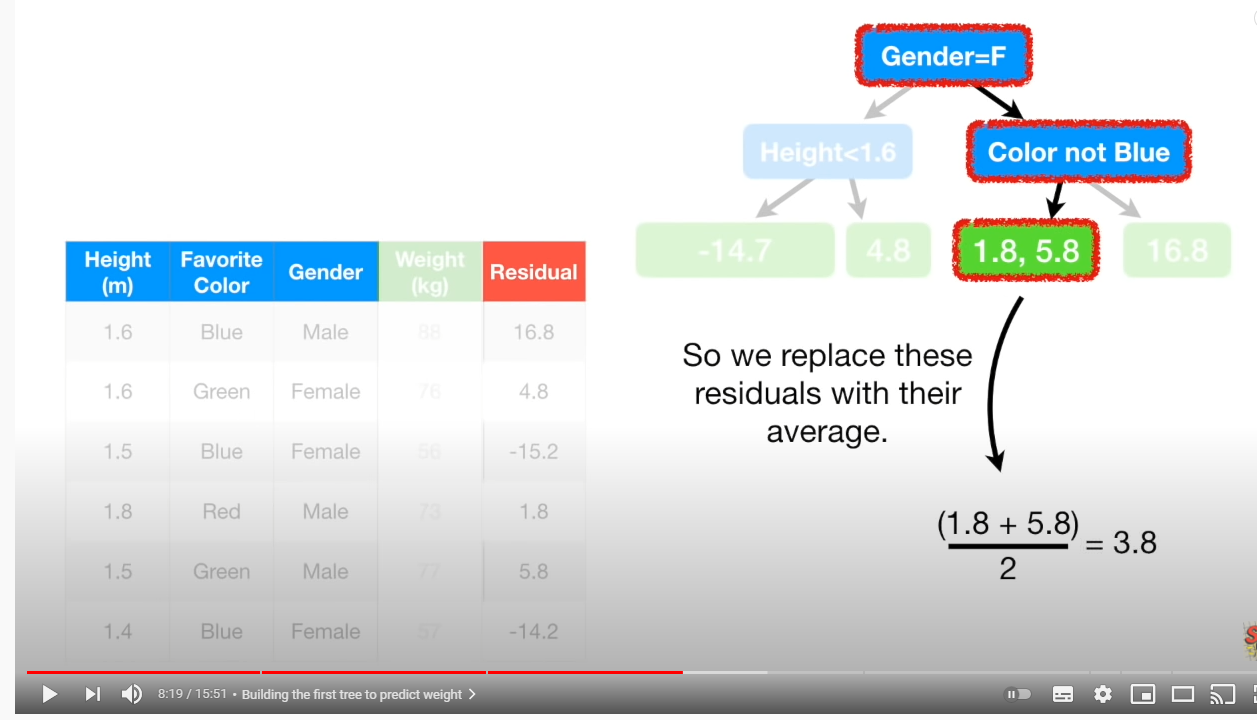 Gender=F
Height<1.6
Color not Blue
-14.7
4.8
1.8, 5.8
16.8
Height (m) Favorite Color Gender Weight (kg) Residual
1.6 Blue Male 88 16.8
1.6 Green Female 76 4.8
1.5 Blue Female 56 -15.2
1.8 Red Male 73 1.8
1.5 Green Male 77 5.8
1.4 Blue Female 57 -14.2
So we replace these
residuals with their
average.
(1.8 + 5.8)
2
= 3.8
8:19 / 15:51 • Building the first tree to predict weight